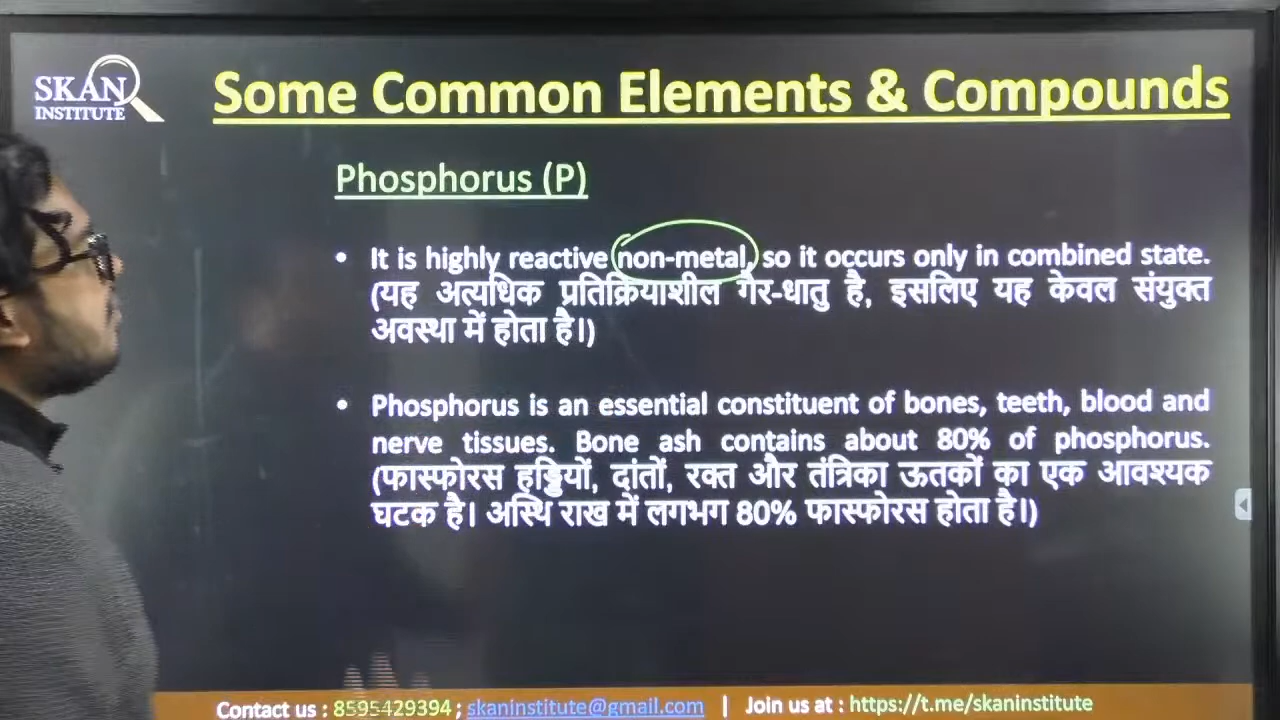 SKAN
INSTITUTE
Some Common Elements & Compounds
Phosphorus (P)
• It is highly reactive non-metal, so it occurs only in combined state.
(यह अत्यधिक प्रतिक्रियाशील गैर-धातु है, इसलिए यह केवल संयुक्त
अवस्था में होता है।)
• Phosphorus is an essential constituent of bones, teeth, blood and
nerve tissues. Bone ash contains about 80% of phosphorus.
(फास्फोरस हड्डियों, दांतों, रक्त और तंत्रिका ऊतकों का एक आवश्यक
घटक है। अस्थि राख में लगभग 80% फास्फोरस होता है।)
Contact us : 8595429394 ; skaninstitute@gmail.com | Join us at : https://t.me/skaninstitute